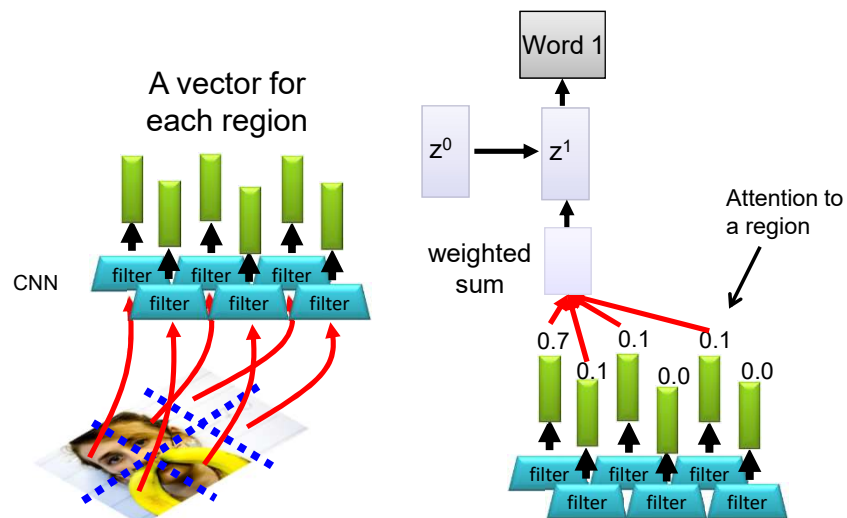 A vector for
each region
CNN
filter
filter
filter
filter
filter
filter
Word 1
z⁰
z¹
weighted
sum
Attention to
a region
0.7
0.1
0.1
0.0
0.1
0.0
filter
filter
filter
filter
filter
filter